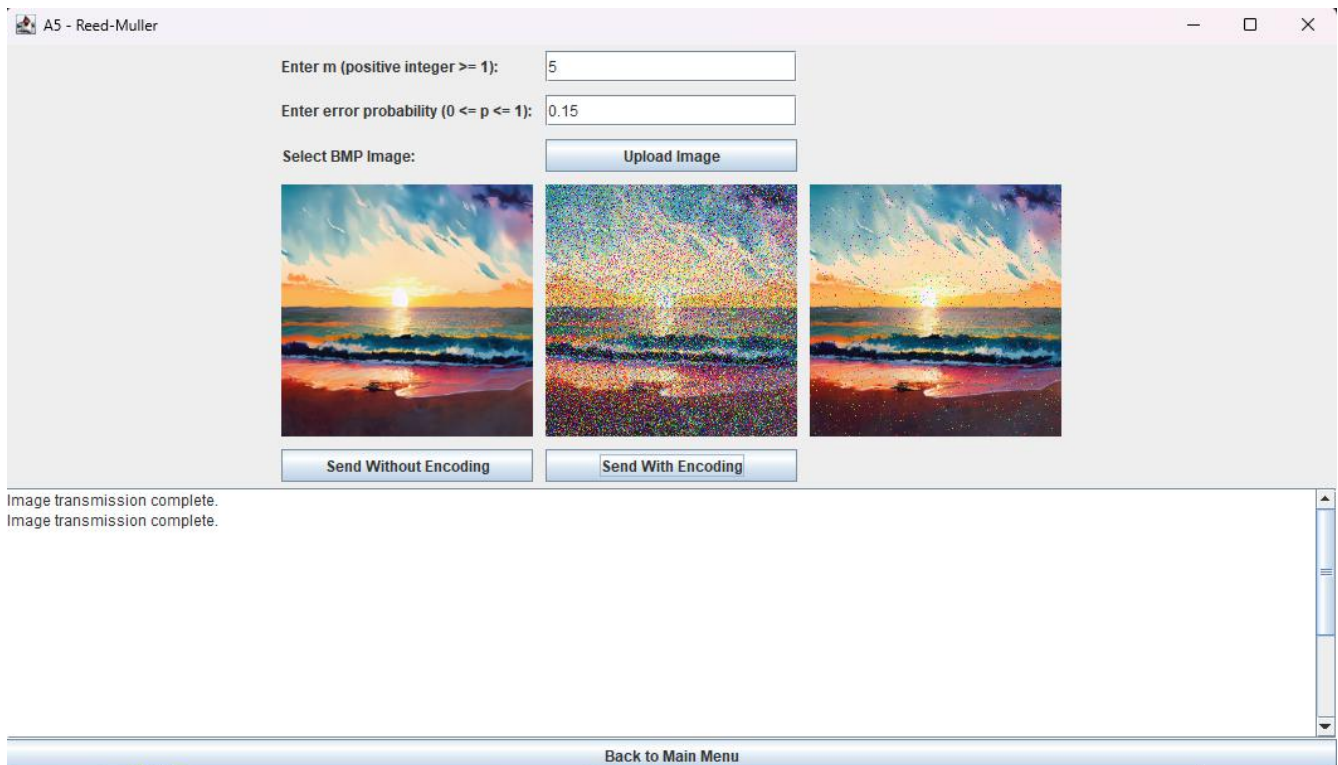 A5 - Reed-Muller
Enter m (positive integer >= 1):
5
Enter error probability (0 <= p <= 1):
0.15
Select BMP Image:
Upload Image
Send Without Encoding
Send With Encoding
Image transmission complete.
Image transmission complete.
Back to Main Menu